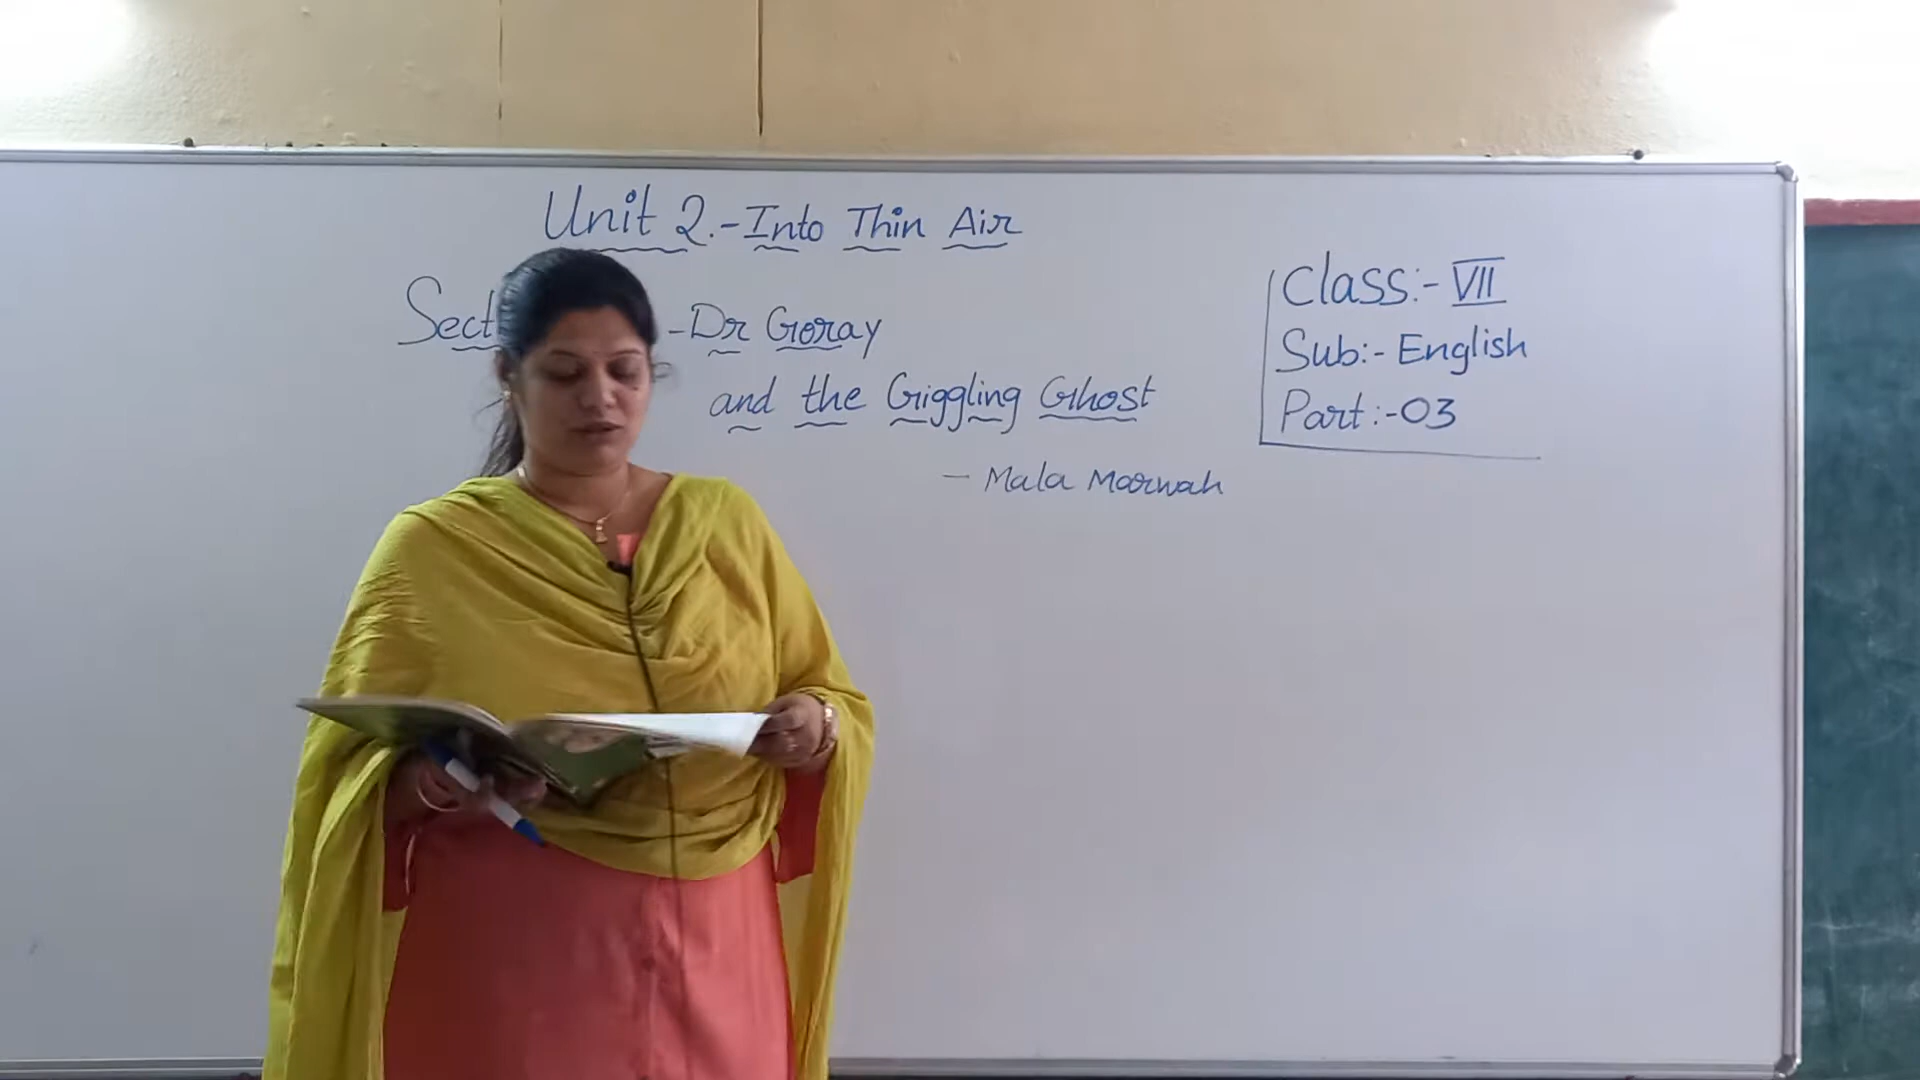 Unit 2.-Into Thin Air
Sect -Dr Goray
and the Giggling Ghost
- Mala Marwah
Class:- VII
Sub:- English
Part:-03